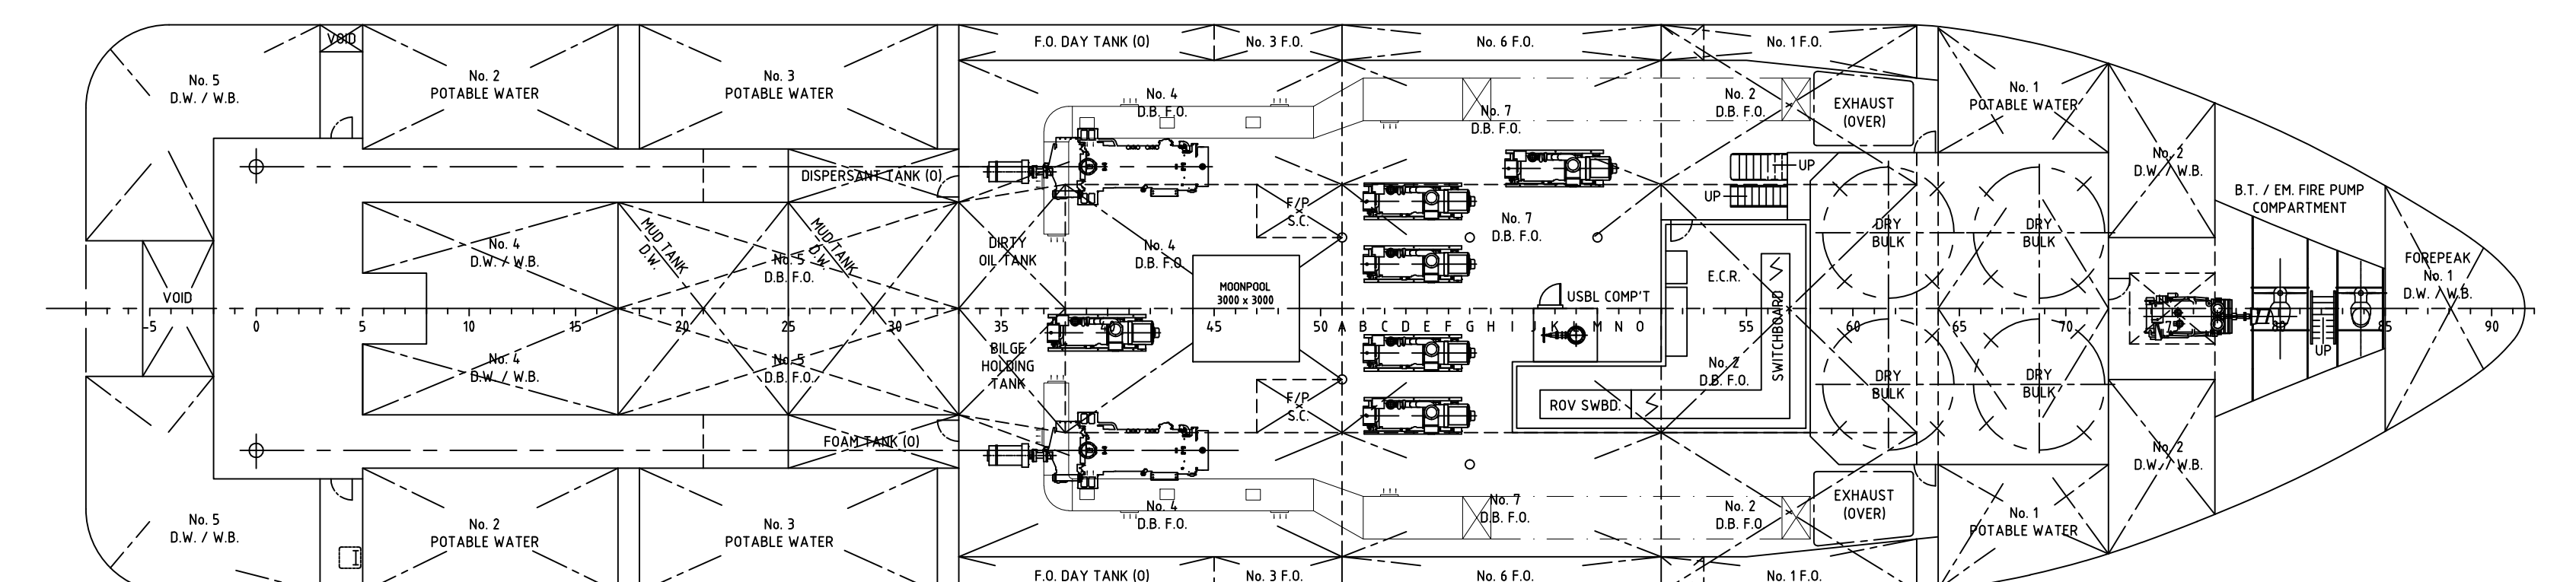 F.O. DAY TANK (O)
No. 3 F.O.
No. 6 F.O.
No. 1 F.O.
VOID
No. 5
D.W. / W.B.
No. 2
POTABLE WATER
No. 3
POTABLE WATER
No. 4
D.B. F.O.
No. 7
D.B. F.O.
No. 2
D.B. F.O.
EXHAUST
(OVER)
No. 1
POTABLE WATER
No. 2
D.W. / W.B.
B.T. / EM. FIRE PUMP
COMPARTMENT
DISPERSANT TANK (O)
UP
UP
F/P
S.C.
No. 7
D.B. F.O.
DRY
BULK
DRY
BULK
No. 4
D.W. / W.B.
MUD TANK
D.W.
No. 5
D.B. F.O.
MUD TANK
D.W.
DIRTY
OIL TANK
No. 4
D.B. F.O.
MOONPOOL
3000 x 3000
E.C.R.
USBL COMP'T
SWITCHBOARD
FOREPEAK
No. 1
D.W. / W.B.
VOID
-5 0 5 10 15 20 25 30 35 45 50 A B C D E F G H I J K M N O 55 60 65 70 80 85 90
UP
No. 4
D.W. / W.B.
No. 5
D.B. F.O.
BILGE
HOLDING
TANK
No. 2
D.B. F.O.
DRY
BULK
DRY
BULK
F/P
S.C.
ROV SWBD.
FOAM TANK (O)
No. 2
D.W. / W.B.
No. 5
D.W. / W.B.
No. 2
POTABLE WATER
No. 3
POTABLE WATER
No. 4
D.B. F.O.
No. 7
D.B. F.O.
No. 2
D.B. F.O
EXHAUST
(OVER)
No. 1
POTABLE WATER
F.O. DAY TANK (O)
No. 3 F.O.
No. 6 F.O.
No. 1 F.O.